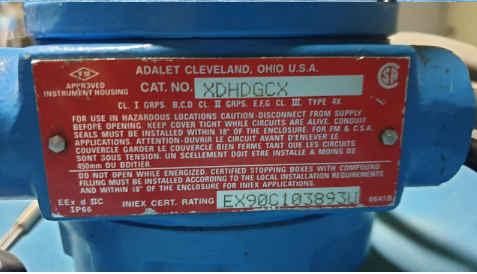 ADALET CLEVELAND, OHIO U.S.A.
FM
APPROVED
INSTRUMENT HOUSING
CAT. NO. XDHDGCX
CL. I GRPS. B,C,D CL. II GRPS. E,F,G CL. III, TYPE 4X
FOR USE IN HAZARDOUS LOCATIONS CAUTION-DISCONNECT FROM SUPPLY
BEFORE OPENING. KEEP COVER TIGHT WHILE CIRCUITS ARE ALIVE. CONDUIT
SEALS MUST BE INSTALLED WITHIN 18" OF THE ENCLOSURE. FOR FM & C.S.A.
APPLICATIONS. ATTENTION-OUVRIR LE CIRCUIT AVANT D'ENLEVER LE
COUVERCLE GARDER LE COUVERCLE BIEN FERME TANT QUE LES CIRCUITS
SONT SOUS TENSION. UN SCELLEMENT DOIT ETRE INSTALLE A MOINS DE
450mm DU BOITIER.
DO NOT OPEN WHILE ENERGIZED. CERTIFIED STOPPING BOXES WITH COMPOUND
FILLING MUST BE INSTALLED ACCORDING TO THE LOCAL INSTALLATION REQUIREMENTS
AND WITHIN 18" OF THE ENCLOSURE FOR INIEX APPLICATIONS.
EEx d IIC
IP66
INIEX CERT. RATING EX90C103893U